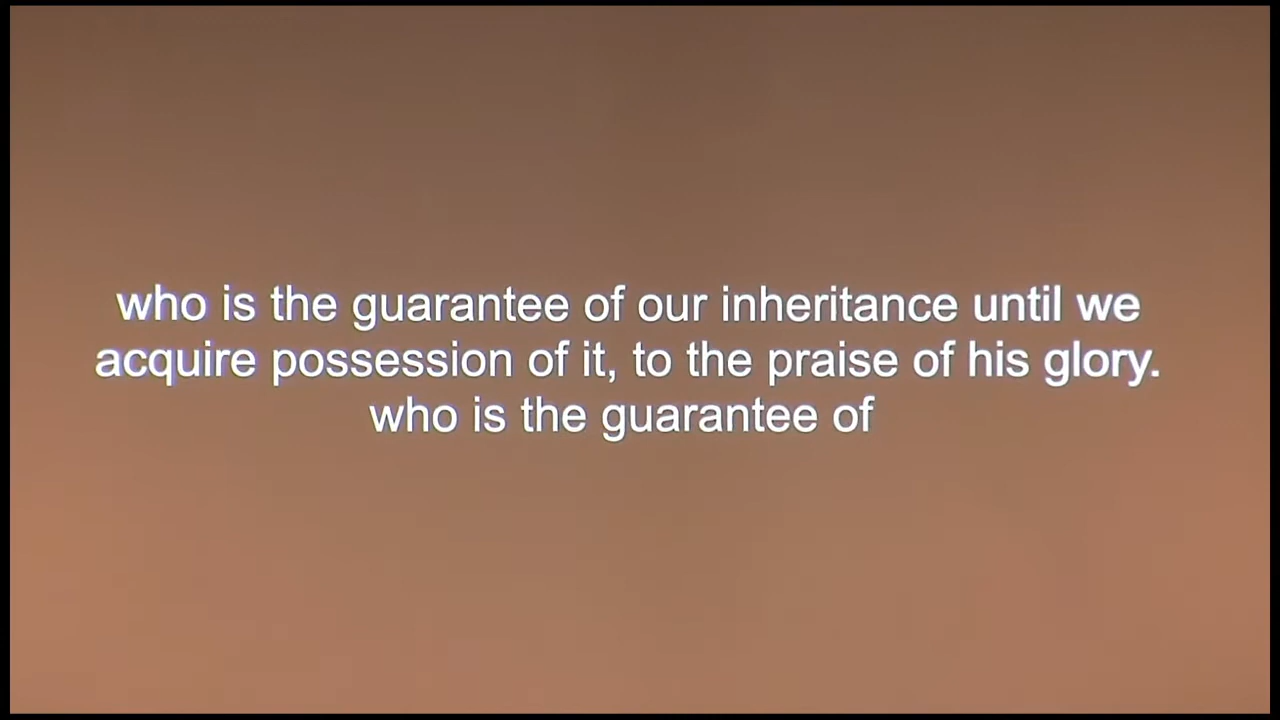 who is the guarantee of our inheritance until we
acquire possession of it, to the praise of his glory.
who is the guarantee of